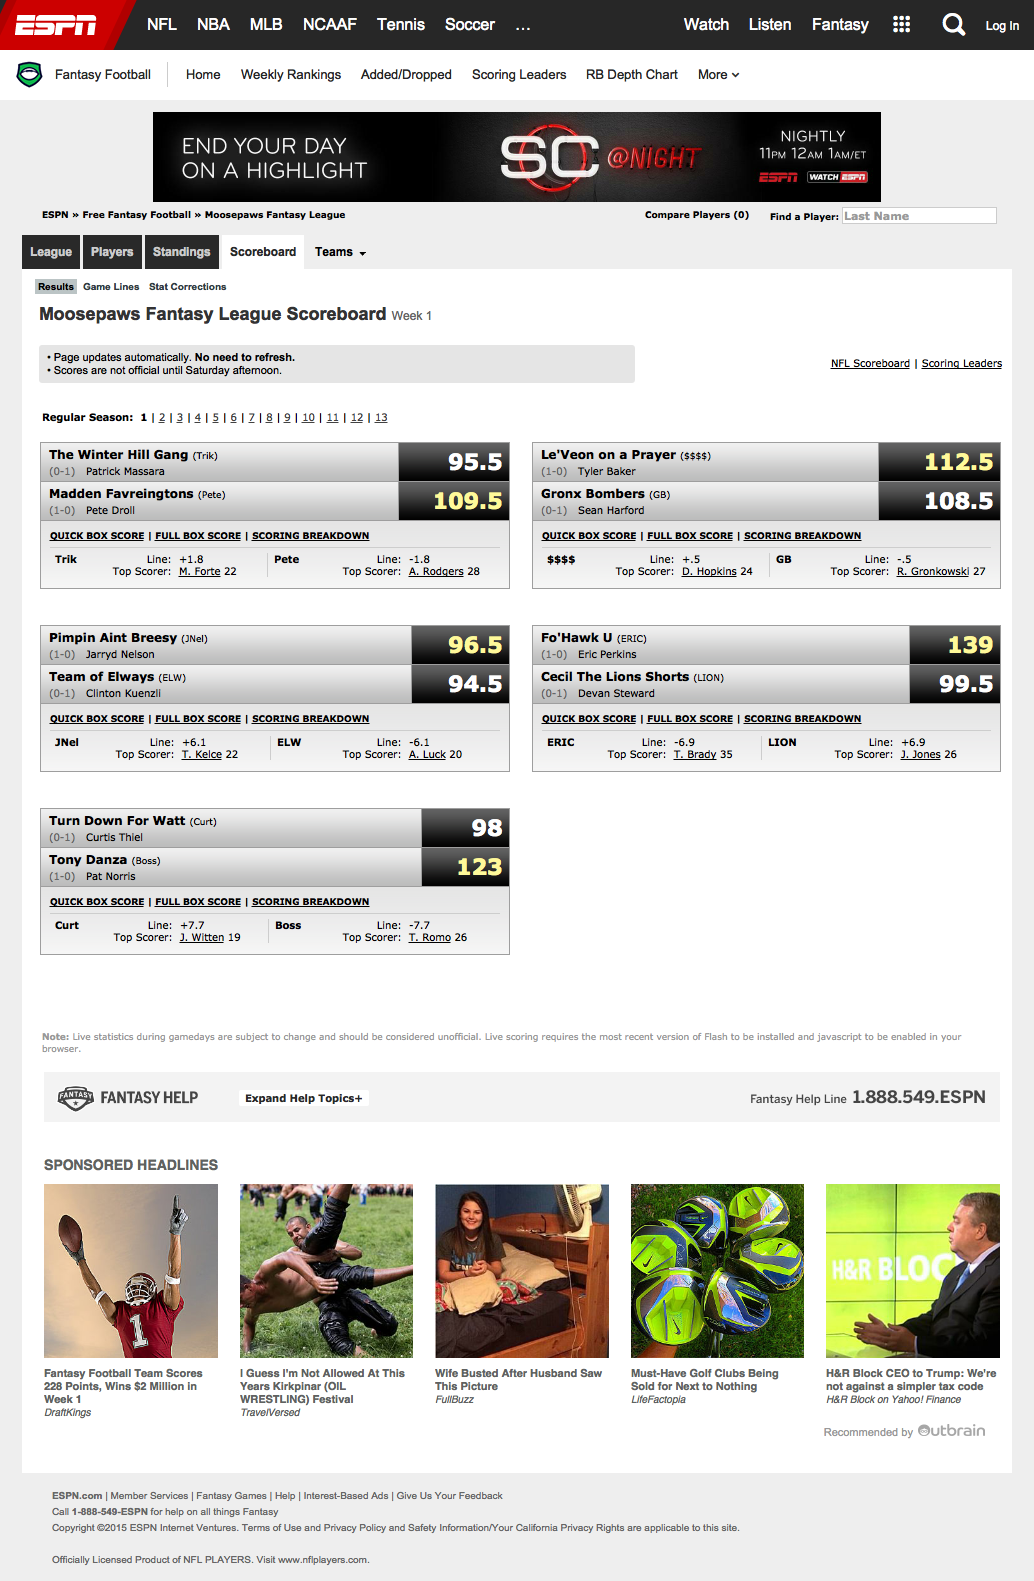 ESPN NFL NBA MLB NCAAF Tennis Soccer ... Watch Listen Fantasy Log In
Fantasy Football Home Weekly Rankings Added/Dropped Scoring Leaders RB Depth Chart More
END YOUR DAY
ON A HIGHLIGHT
SC @NIGHT
NIGHTLY
11PM 12AM 1AM/ET
ESPN WATCH ESPN
ESPN » Free Fantasy Football » Moosepaws Fantasy League Compare Players (0) Find a Player: Last Name
League Players Standings Scoreboard Teams
Results Game Lines Stat Corrections
Moosepaws Fantasy League Scoreboard Week 1
• Page updates automatically. No need to refresh.
• Scores are not official until Saturday afternoon.
NFL Scoreboard | Scoring Leaders
Regular Season: 1 | 2 | 3 | 4 | 5 | 6 | 7 | 8 | 9 | 10 | 11 | 12 | 13
The Winter Hill Gang (Trik) 95.5
(0-1) Patrick Massara
Madden Favreingtons (Pete) 109.5
(1-0) Pete Droll
QUICK BOX SCORE | FULL BOX SCORE | SCORING BREAKDOWN
Trik Line: +1.8 Pete Line: -1.8
Top Scorer: M. Forte 22 Top Scorer: A. Rodgers 28
Le'Veon on a Prayer ($$$$) 112.5
(1-0) Tyler Baker
Gronx Bombers (GB) 108.5
(0-1) Sean Harford
QUICK BOX SCORE | FULL BOX SCORE | SCORING BREAKDOWN
$$$$ Line: +.5 GB Line: -.5
Top Scorer: D. Hopkins 24 Top Scorer: R. Gronkowski 27
Pimpin Aint Breesy (JNel) 96.5
(1-0) Jarryd Nelson
Team of Elways (ELW) 94.5
(0-1) Clinton Kuenzli
QUICK BOX SCORE | FULL BOX SCORE | SCORING BREAKDOWN
JNel Line: +6.1 ELW Line: -6.1
Top Scorer: T. Kelce 22 Top Scorer: A. Luck 20
Fo'Hawk U (ERIC) 139
(1-0) Eric Perkins
Cecil The Lions Shorts (LION) 99.5
(0-1) Devan Steward
QUICK BOX SCORE | FULL BOX SCORE | SCORING BREAKDOWN
ERIC Line: -6.9 LION Line: +6.9
Top Scorer: T. Brady 35 Top Scorer: J. Jones 26
Turn Down For Watt (Curt) 98
(0-1) Curtis Thiel
Tony Danza (Boss) 123
(1-0) Pat Norris
QUICK BOX SCORE | FULL BOX SCORE | SCORING BREAKDOWN
Curt Line: +7.7 Boss Line: -7.7
Top Scorer: J. Witten 19 Top Scorer: T. Romo 26
Note: Live statistics during gamedays are subject to change and should be considered unofficial. Live scoring requires the most recent version of Flash to be installed and javascript to be enabled in your
browser.
FANTASY FANTASY HELP Expand Help Topics+ Fantasy Help Line 1.888.549.ESPN
SPONSORED HEADLINES
1
H&R BLOC
Fantasy Football Team Scores
228 Points, Wins $2 Million in
Week 1
DraftKings
I Guess I'm Not Allowed At This
Years Kirkpinar (OIL
WRESTLING) Festival
TravelVersed
Wife Busted After Husband Saw
This Picture
FullBuzz
Must-Have Golf Clubs Being
Sold for Next to Nothing
LifeFactopia
H&R Block CEO to Trump: We're
not against a simpler tax code
H&R Block on Yahoo! Finance
Recommended by Outbrain
ESPN.com | Member Services | Fantasy Games | Help | Interest-Based Ads | Give Us Your Feedback
Call 1-888-549-ESPN for help on all things Fantasy
Copyright ©2015 ESPN Internet Ventures. Terms of Use and Privacy Policy and Safety Information/Your California Privacy Rights are applicable to this site.
Officially Licensed Product of NFL PLAYERS. Visit www.nflplayers.com.